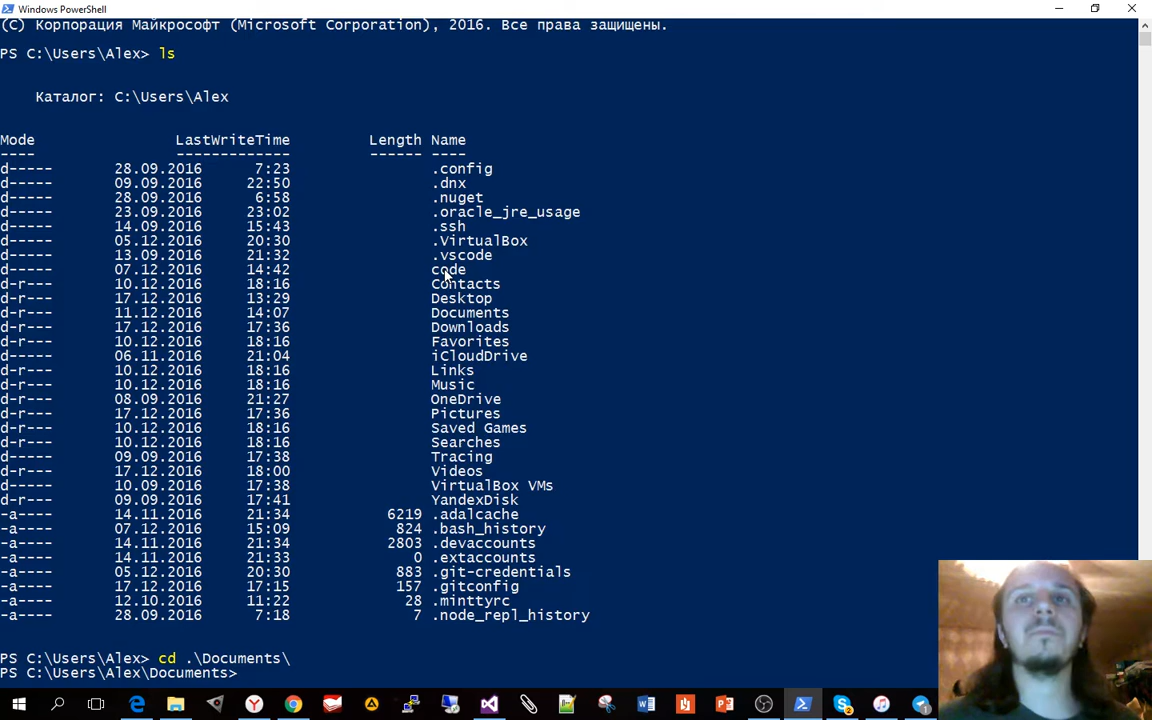 Windows PowerShell
(C) Корпорация Майкрософт (Microsoft Corporation), 2016. Все права защищены.
PS C:\Users\Alex> ls
Каталог: C:\Users\Alex
Mode LastWriteTime Length Name
---- ------------- ------ ----
d----- 28.09.2016 7:23 .config
d----- 09.09.2016 22:50 .dnx
d----- 28.09.2016 6:58 .nuget
d----- 23.09.2016 23:02 .oracle_jre_usage
d----- 14.09.2016 15:43 .ssh
d----- 05.12.2016 20:30 .VirtualBox
d----- 13.09.2016 21:32 .vscode
d----- 07.12.2016 14:42 code
d-r--- 10.12.2016 18:16 Contacts
d-r--- 17.12.2016 13:29 Desktop
d-r--- 11.12.2016 14:07 Documents
d-r--- 17.12.2016 17:36 Downloads
d-r--- 10.12.2016 18:16 Favorites
d----- 06.11.2016 21:04 iCloudDrive
d-r--- 10.12.2016 18:16 Links
d-r--- 10.12.2016 18:16 Music
d----- 08.09.2016 21:27 OneDrive
d-r--- 17.12.2016 17:36 Pictures
d-r--- 10.12.2016 18:16 Saved Games
d-r--- 10.12.2016 18:16 Searches
d----- 09.09.2016 17:38 Tracing
d-r--- 17.12.2016 18:00 Videos
d----- 10.09.2016 17:38 VirtualBox VMs
d-r--- 09.09.2016 17:41 YandexDisk
-a---- 14.11.2016 21:34 6219 .adalcache
-a---- 07.12.2016 15:09 824 .bash_history
-a---- 14.11.2016 21:34 2803 .devaccounts
-a---- 14.11.2016 21:33 0 .extaccounts
-a---- 05.12.2016 20:30 883 .git-credentials
-a---- 17.12.2016 17:15 157 .gitconfig
-a---- 12.10.2016 11:22 28 .minttyrc
-a---- 28.09.2016 7:18 7 .node_repl_history
PS C:\Users\Alex> cd .\Documents\
PS C:\Users\Alex\Documents>